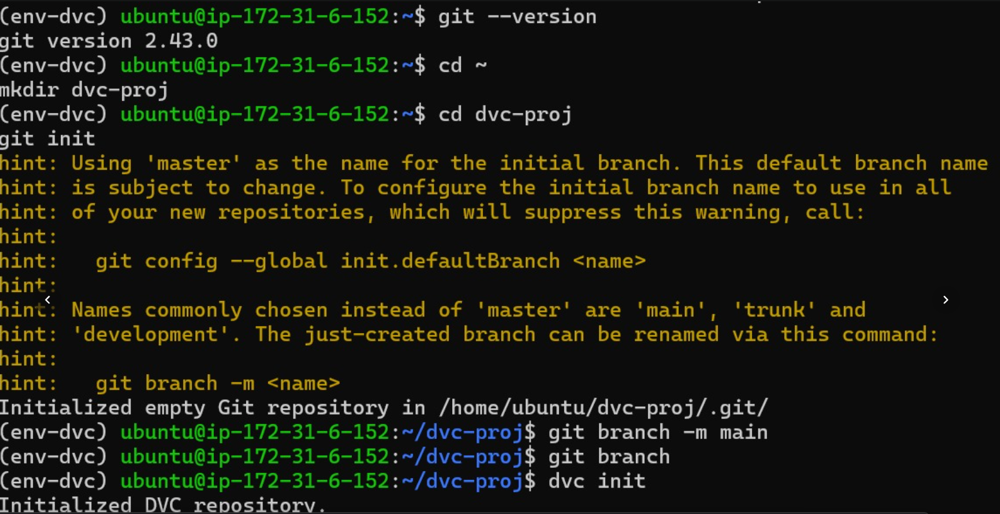 (env-dvc) ubuntu@ip-172-31-6-152:~$ git --version
git version 2.43.0
(env-dvc) ubuntu@ip-172-31-6-152:~$ cd ~
mkdir dvc-proj
(env-dvc) ubuntu@ip-172-31-6-152:~$ cd dvc-proj
git init
hint: Using 'master' as the name for the initial branch. This default branch name
hint: is subject to change. To configure the initial branch name to use in all
hint: of your new repositories, which will suppress this warning, call:
hint:
hint:   git config --global init.defaultBranch <name>
hint:
hint: Names commonly chosen instead of 'master' are 'main', 'trunk' and
hint: 'development'. The just-created branch can be renamed via this command:
hint:
hint:   git branch -m <name>
Initialized empty Git repository in /home/ubuntu/dvc-proj/.git/
(env-dvc) ubuntu@ip-172-31-6-152:~/dvc-proj$ git branch -m main
(env-dvc) ubuntu@ip-172-31-6-152:~/dvc-proj$ git branch
(env-dvc) ubuntu@ip-172-31-6-152:~/dvc-proj$ dvc init
Initialized DVC repository.